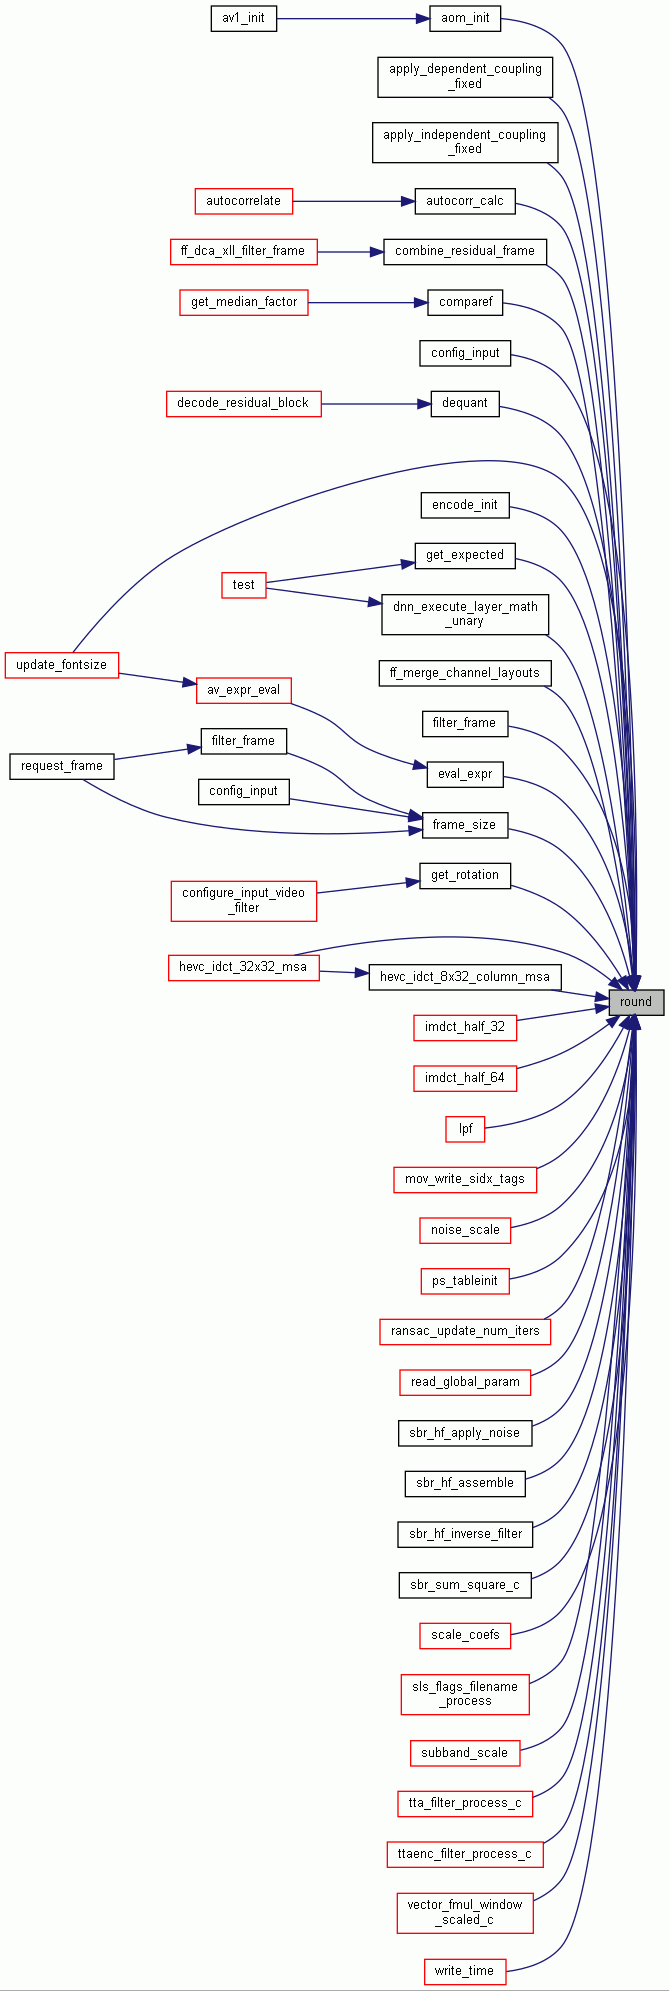 av1_init
aom_init
apply_dependent_coupling
_fixed
apply_independent_coupling
_fixed
autocorrelate
autocorr_calc
ff_dca_xll_filter_frame
combine_residual_frame
get_median_factor
comparef
config_input
decode_residual_block
dequant
encode_init
get_expected
test
dnn_execute_layer_math
_unary
update_fontsize
ff_merge_channel_layouts
av_expr_eval
filter_frame
filter_frame
request_frame
eval_expr
config_input
frame_size
get_rotation
configure_input_video
_filter
hevc_idct_32x32_msa
hevc_idct_8x32_column_msa
round
imdct_half_32
imdct_half_64
lpf
mov_write_sidx_tags
noise_scale
ps_tableinit
ransac_update_num_iters
read_global_param
sbr_hf_apply_noise
sbr_hf_assemble
sbr_hf_inverse_filter
sbr_sum_square_c
scale_coefs
sls_flags_filename
_process
subband_scale
tta_filter_process_c
ttaenc_filter_process_c
vector_fmul_window
_scaled_c
write_time